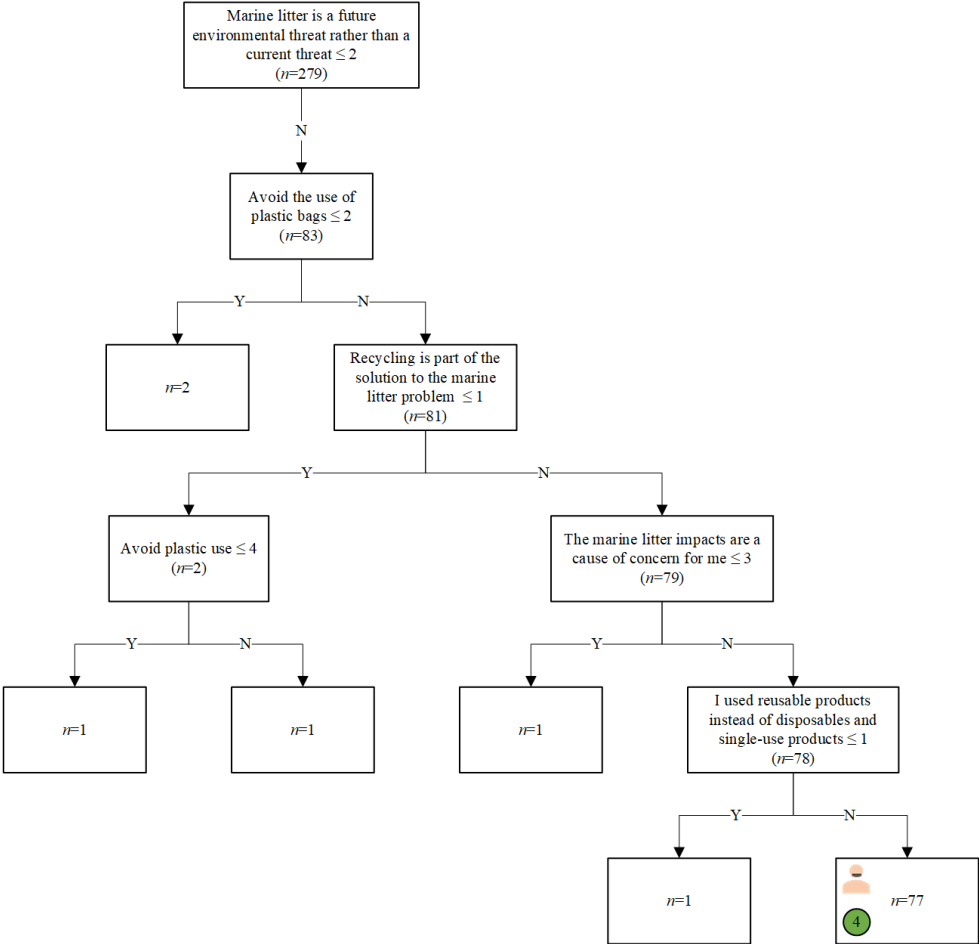 Marine litter is a future
environmental threat rather than a
current threat ≤ 2
(n=279)
N
Avoid the use of
plastic bags ≤ 2
(n=83)
Y
N
n=2
Recycling is part of the
solution to the marine
litter problem ≤ 1
(n=81)
Y
N
Avoid plastic use ≤ 4
(n=2)
The marine litter impacts are a
cause of concern for me ≤ 3
(n=79)
Y
N
Y
N
n=1
n=1
n=1
I used reusable products
instead of disposables and
single-use products ≤ 1
(n=78)
Y
N
n=1
n=77
4